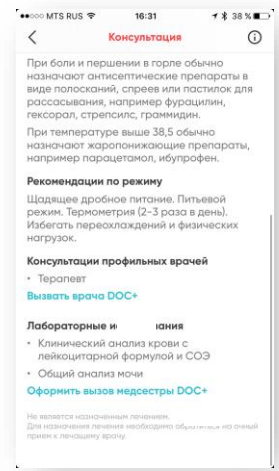 MTS RUS 16:31 38 %
Консультация
При боли и першении в горле обычно
назначают антисептические препараты в
виде полосканий, спреев или пастилок для
рассасывания, например фурацилин,
гексорал, стрепсилс, граммидин.
При температуре выше 38,5 обычно
назначают жаропонижающие препараты,
например парацетамол, ибупрофен.
Рекомендации по режиму
Щадящее дробное питание. Питьевой
режим. Термометрия (2-3 раза в день).
Избегать переохлаждений и физических
нагрузок.
Консультации профильных врачей
• Терапевт
Вызвать врача DOC+
Лабораторные
• Клинический анализ крови с
лейкоцитарной формулой и СОЭ
• Общий анализ мочи
Оформить вызов медсестры DOC+
Не является назначенным лечением.
Для назначения лечения необходимо обратиться на очный
прием к лечащему врачу.